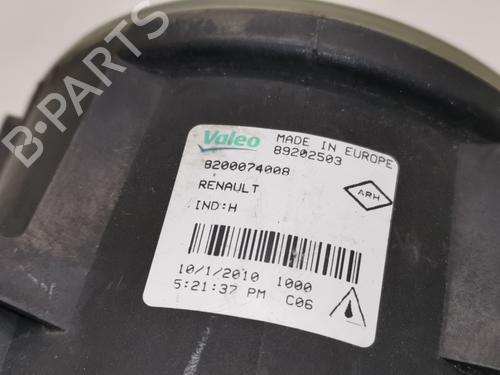 B-PARTS
Valeo MADE IN EUROPE
89202503
8200074008
RENAULT
ARH
IND:H
10/1/2010 1000
5:21:37 PM C06